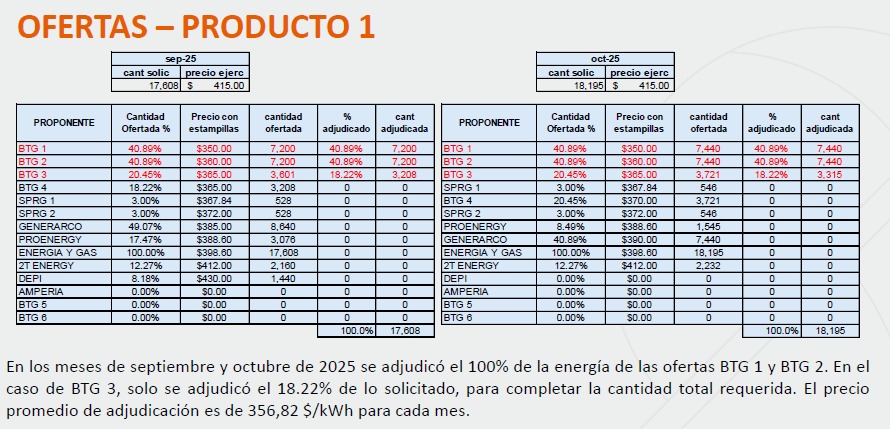 OFERTAS – PRODUCTO 1
sep-25
cant solic precio ejerc
17,608 $ 415.00
PROPONENTE Cantidad Ofertada % Precio con estampillas cantidad ofertada % adjudicado cant adjudicada
BTG 1 40.89% $350.00 7,200 40.89% 7,200
BTG 2 40.89% $360.00 7,200 40.89% 7,200
BTG 3 20.45% $365.00 3,601 18.22% 3,208
BTG 4 18.22% $365.00 3,208 0 0
SPRG 1 3.00% $367.84 528 0 0
SPRG 2 3.00% $372.00 528 0 0
GENERARCO 49.07% $385.00 8,640 0 0
PROENERGY 17.47% $388.60 3,076 0 0
ENERGIA Y GAS 100.00% $398.60 17,608 0 0
2T ENERGY 12.27% $412.00 2,160 0 0
DEPI 8.18% $430.00 1,440 0 0
AMPERIA 0.00% $0.00 0 0 0
BTG 5 0.00% $0.00 0 0 0
BTG 6 0.00% $0.00 0 0 0
100.0% 17,608
oct-25
cant solic precio ejerc
18,195 $ 415.00
PROPONENTE Cantidad Ofertada % Precio con estampillas cantidad ofertada % adjudicado cant adjudicada
BTG 1 40.89% $350.00 7,440 40.89% 7,440
BTG 2 40.89% $360.00 7,440 40.89% 7,440
BTG 3 20.45% $365.00 3,721 18.22% 3,315
SPRG 1 3.00% $367.84 546 0 0
BTG 4 20.45% $370.00 3,721 0 0
SPRG 2 3.00% $372.00 546 0 0
PROENERGY 8.49% $388.60 1,545 0 0
GENERARCO 40.89% $390.00 7,440 0 0
ENERGIA Y GAS 100.00% $398.60 18,195 0 0
2T ENERGY 12.27% $412.00 2,232 0 0
DEPI 0.00% $0.00 0 0 0
AMPERIA 0.00% $0.00 0 0 0
BTG 5 0.00% $0.00 0 0 0
BTG 6 0.00% $0.00 0 0 0
100.0% 18,195
En los meses de septiembre y octubre de 2025 se adjudicó el 100% de la energía de las ofertas BTG 1 y BTG 2. En el
caso de BTG 3, solo se adjudicó el 18.22% de lo solicitado, para completar la cantidad total requerida. El precio
promedio de adjudicación es de 356,82 $/kWh para cada mes.